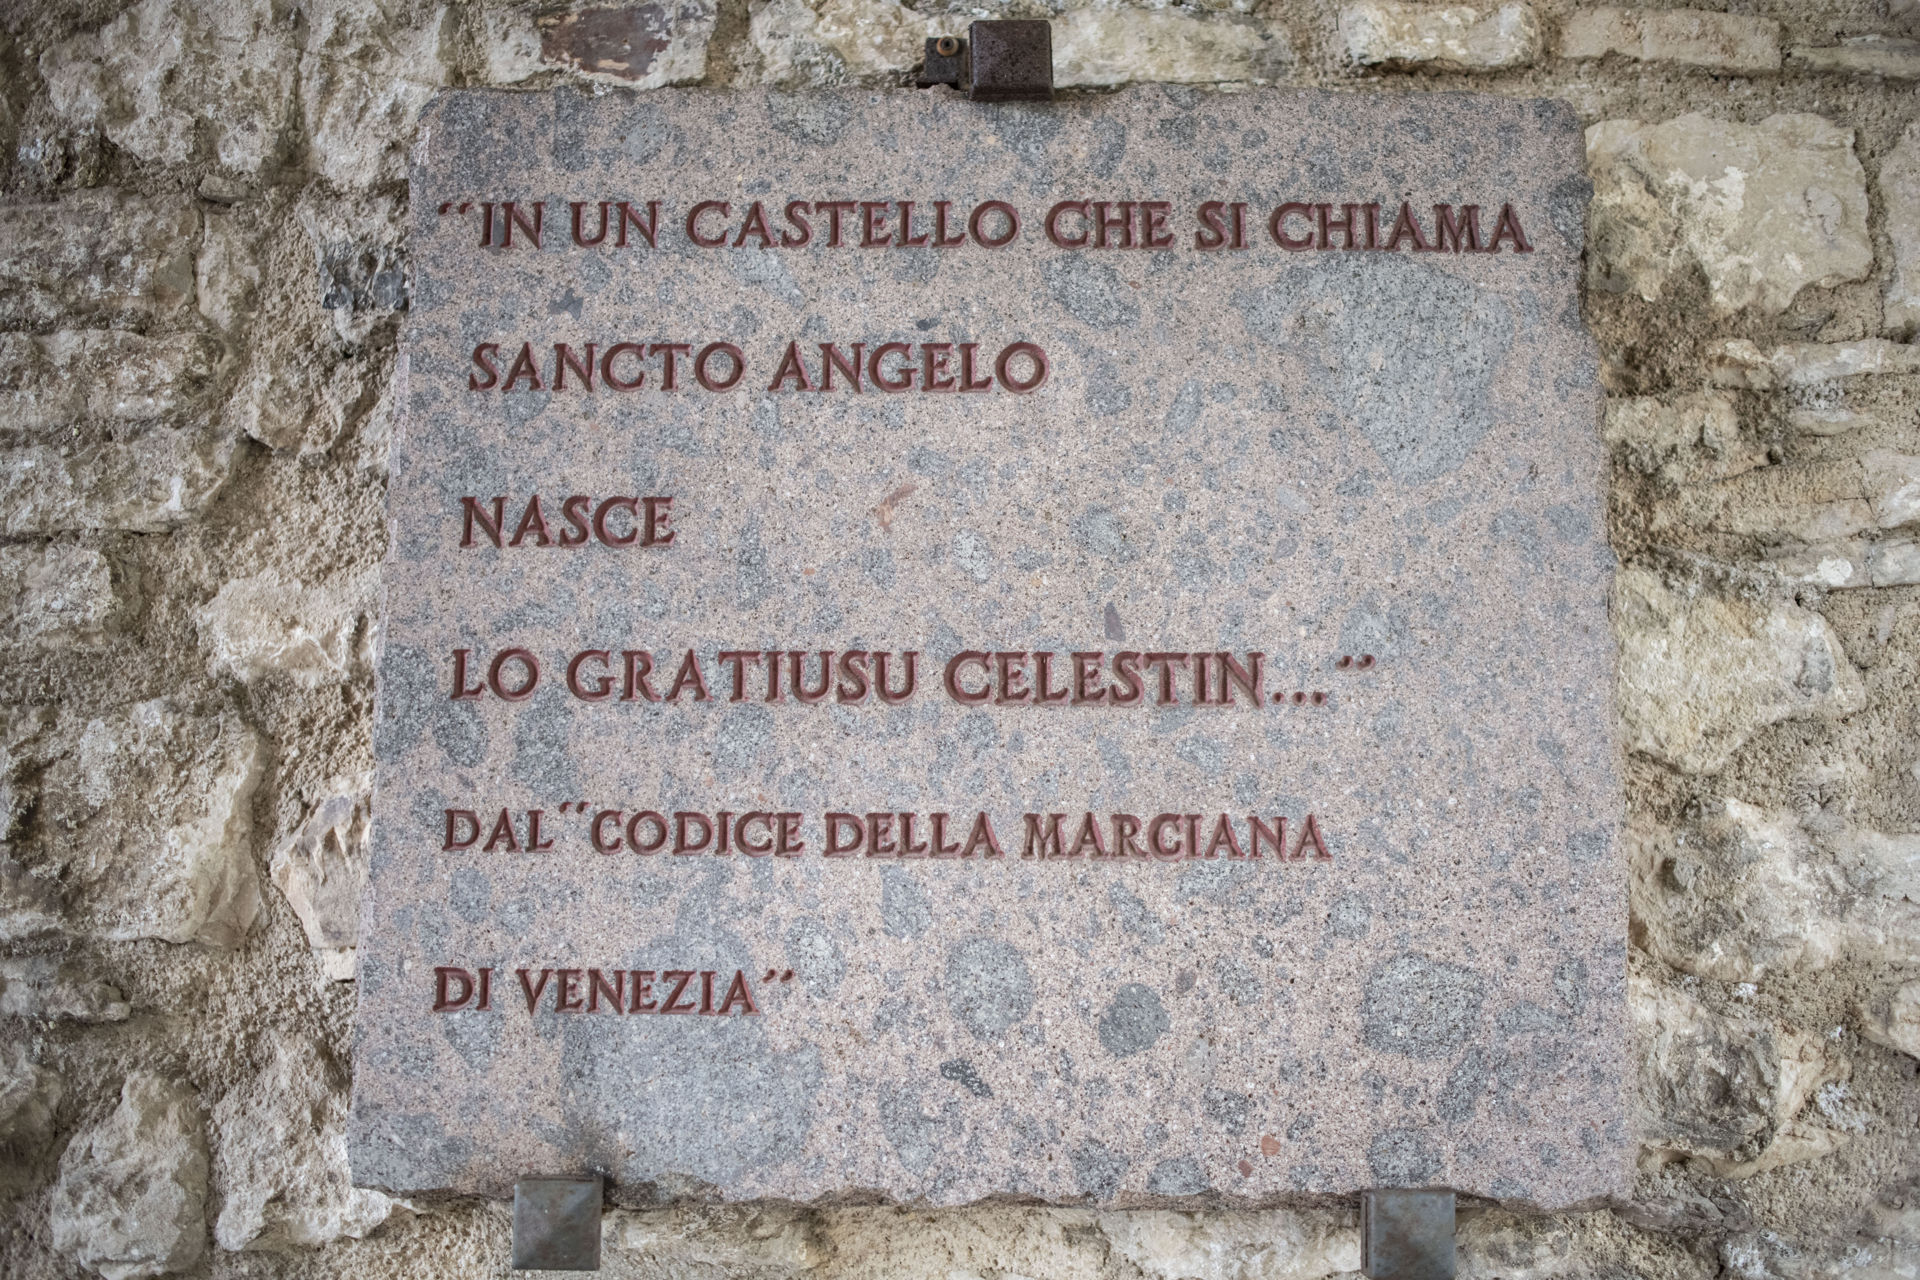 “IN UN CASTELLO CHE SI CHIAMA
SANCTO ANGELO
NASCE
LO GRATIUSU CELESTIN...”
DAL “CODICE DELLA MARCIANA
DI VENEZIA”